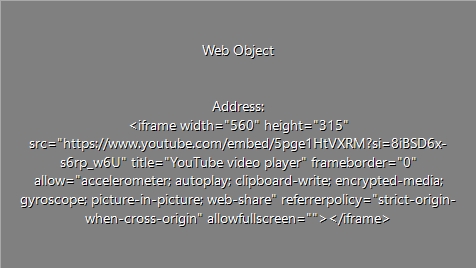 Web Object
Address:
<iframe width="560" height="315"
src="https://www.youtube.com/embed/5pge1HtVXRM?si=8iBSD6x-
s6rp_w6U" title="YouTube video player" frameborder="0"
allow="accelerometer; autoplay; clipboard-write; encrypted-media;
gyroscope; picture-in-picture; web-share" referrerpolicy="strict-origin-
when-cross-origin" allowfullscreen=""></iframe>